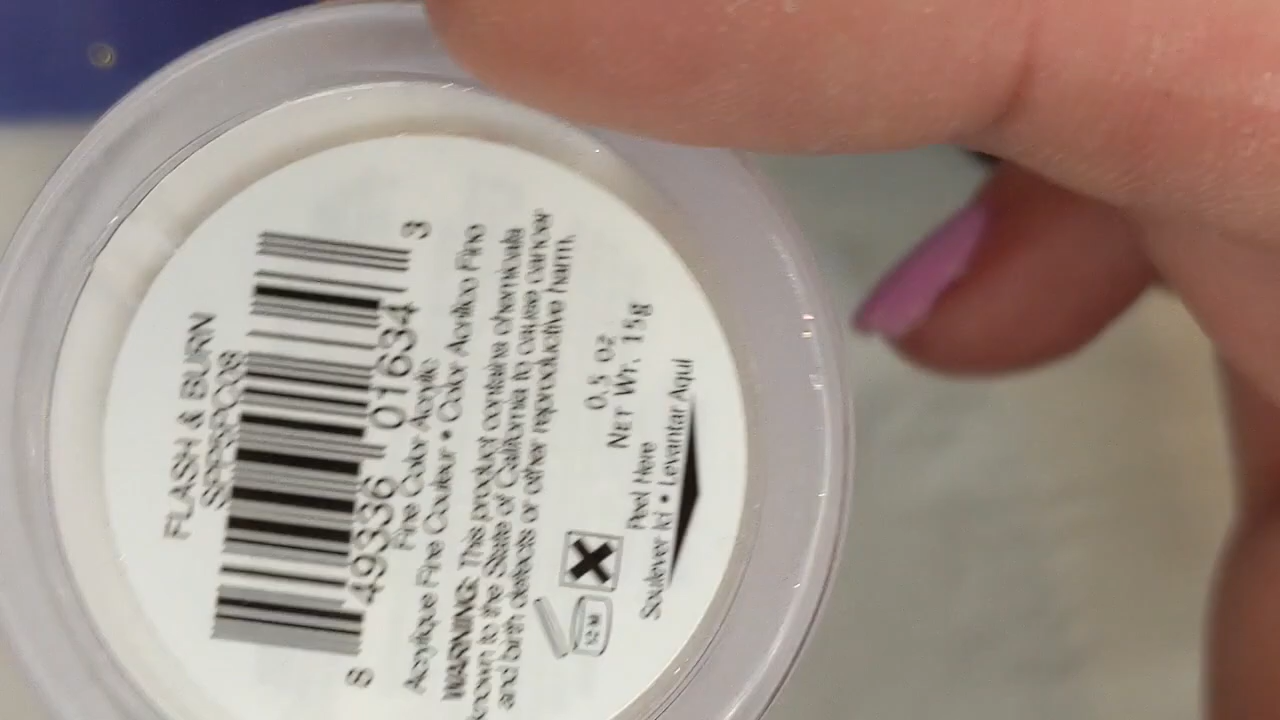 FLASH & BURN
8 49336 01634 3
Fine Color Acrylic
Acrylique Fine Couleur • Color Acrílico Fino
WARNING: This product contains chemicals
known to the State of California to cause cancer
and birth defects or other reproductive harm.
0.5 oz
NET WT. 15g
Peel Here
Soulever Ici • Levantar Aquí
12 M